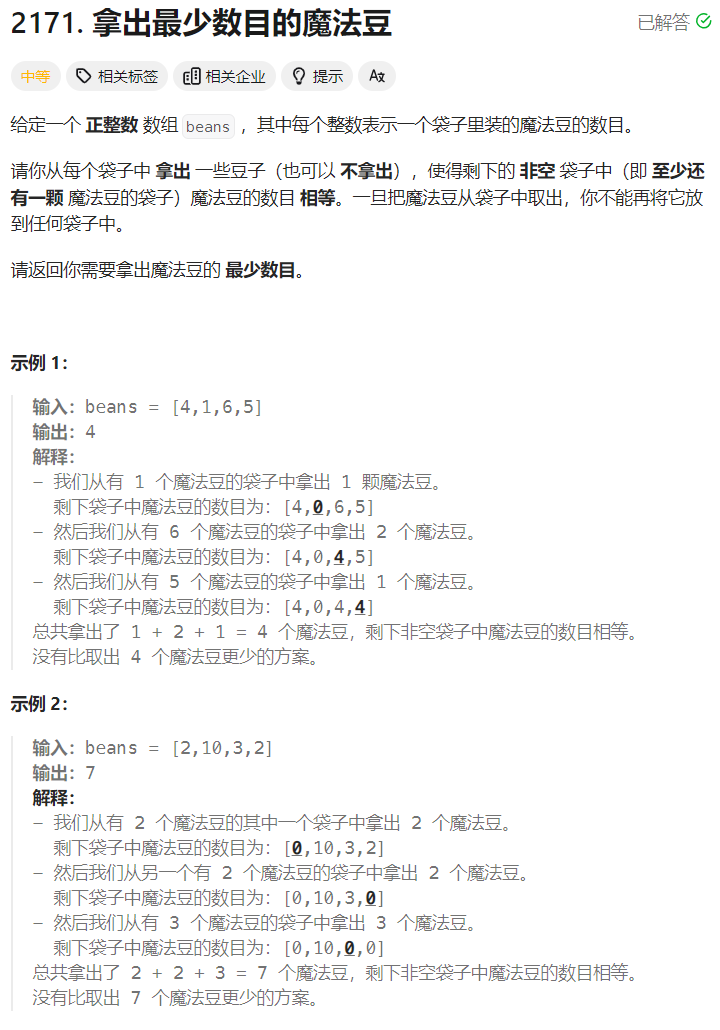 2171. 拿出最少数目的魔法豆
已解答
中等 相关标签 相关企业 提示 Aあ
给定一个 正整数 数组 beans ，其中每个整数表示一个袋子里装的魔法豆的数目。
请你从每个袋子中 拿出 一些豆子（也可以 不拿出），使得剩下的 非空 袋子中（即 至少还
有一颗 魔法豆的袋子）魔法豆的数目 相等。一旦把魔法豆从袋子中取出，你不能再将它放
到任何袋子中。
请返回你需要拿出魔法豆的 最少数目。
示例 1：
输入：beans = [4,1,6,5]
输出：4
解释：
- 我们从有 1 个魔法豆的袋子中拿出 1 颗魔法豆。
剩下袋子中魔法豆的数目为：[4,0,6,5]
- 然后我们从有 6 个魔法豆的袋子中拿出 2 个魔法豆。
剩下袋子中魔法豆的数目为：[4,0,4,5]
- 然后我们从有 5 个魔法豆的袋子中拿出 1 个魔法豆。
剩下袋子中魔法豆的数目为：[4,0,4,4]
总共拿出了 1 + 2 + 1 = 4 个魔法豆，剩下非空袋子中魔法豆的数目相等。
没有比取出 4 个魔法豆更少的方案。
示例 2：
输入：beans = [2,10,3,2]
输出：7
解释：
- 我们从有 2 个魔法豆的其中一个袋子中拿出 2 个魔法豆。
剩下袋子中魔法豆的数目为：[0,10,3,2]
- 然后我们从另一个有 2 个魔法豆的袋子中拿出 2 个魔法豆。
剩下袋子中魔法豆的数目为：[0,10,3,0]
- 然后我们从有 3 个魔法豆的袋子中拿出 3 个魔法豆。
剩下袋子中魔法豆的数目为：[0,10,0,0]
总共拿出了 2 + 2 + 3 = 7 个魔法豆，剩下非空袋子中魔法豆的数目相等。
没有比取出 7 个魔法豆更少的方案。